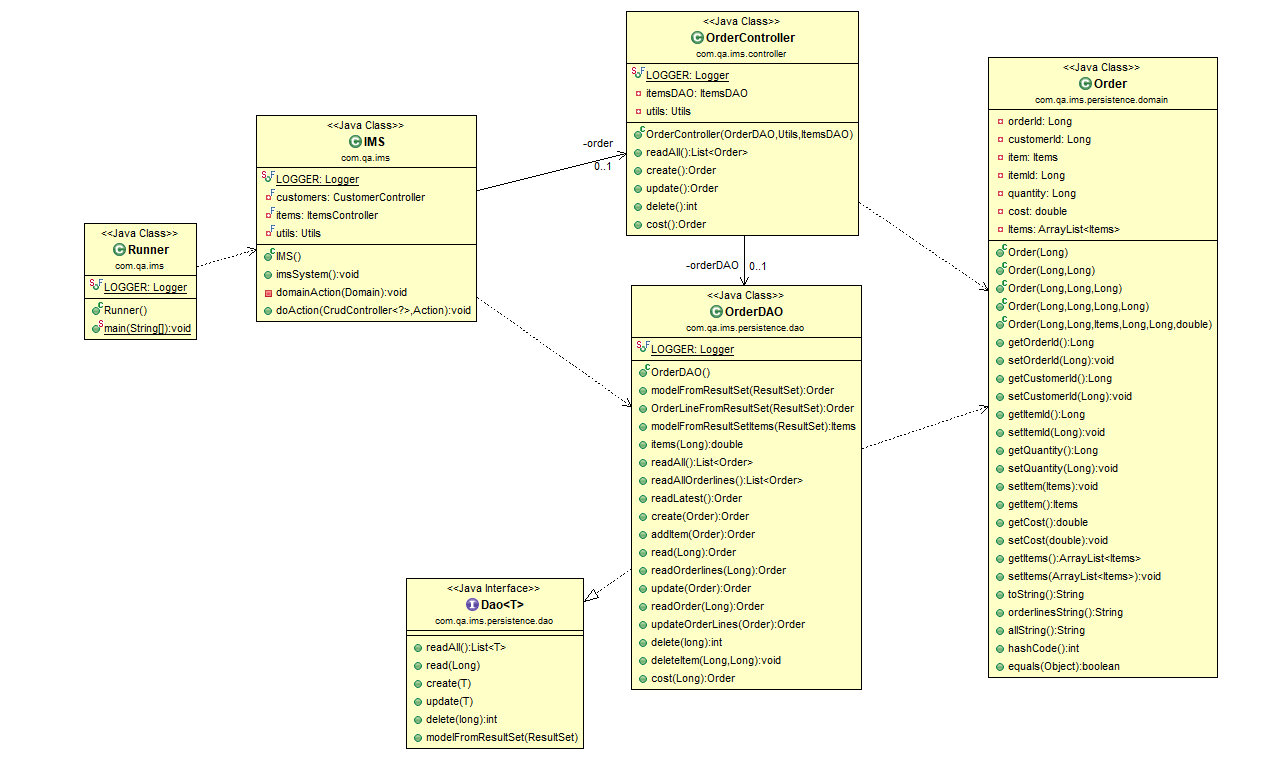 <<Java Class>>
Runner
com.qa.ims
LOGGER: Logger
Runner()
main(String[]):void
<<Java Class>>
IMS
com.qa.ims
LOGGER: Logger
customers: CustomerController
items: ItemsController
utils: Utils
IMS()
imsSystem():void
domainAction(Domain):void
doAction(CrudController<?>,Action):void
-order
0..1
<<Java Class>>
OrderController
com.qa.ims.controller
LOGGER: Logger
itemsDAO: ItemsDAO
utils: Utils
OrderController(OrderDAO,Utils,ItemsDAO)
readAll():List<Order>
create():Order
update():Order
delete():int
cost():Order
-orderDAO
0..1
<<Java Class>>
OrderDAO
com.qa.ims.persistence.dao
LOGGER: Logger
OrderDAO()
modelFromResultSet(ResultSet):Order
OrderLineFromResultSet(ResultSet):Order
modelFromResultSetItems(ResultSet):Items
items(Long):double
readAll():List<Order>
readAllOrderlines():List<Order>
readLatest():Order
create(Order):Order
addItem(Order):Order
read(Long):Order
readOrderlines(Long):Order
update(Order):Order
readOrder(Long):Order
updateOrderLines(Order):Order
delete(long):int
deleteItem(Long,Long):void
cost(Long):Order
<<Java Interface>>
Dao<T>
com.qa.ims.persistence.dao
readAll():List<T>
read(Long)
create(T)
update(T)
delete(long):int
modelFromResultSet(ResultSet)
<<Java Class>>
Order
com.qa.ims.persistence.domain
orderId: Long
customerId: Long
item: Items
itemId: Long
quantity: Long
cost: double
Items: ArrayList<Items>
Order(Long)
Order(Long,Long)
Order(Long,Long,Long)
Order(Long,Long,Long,Long)
Order(Long,Long,Items,Long,Long,double)
getOrderId():Long
setOrderId(Long):void
getCustomerId():Long
setCustomerId(Long):void
getItemId():Long
setItemId(Long):void
getQuantity():Long
setQuantity(Long):void
setItem(Items):void
getItem():Items
getCost():double
setCost(double):void
getItems():ArrayList<Items>
setItems(ArrayList<Items>):void
toString():String
orderlinesString():String
allString():String
hashCode():int
equals(Object):boolean